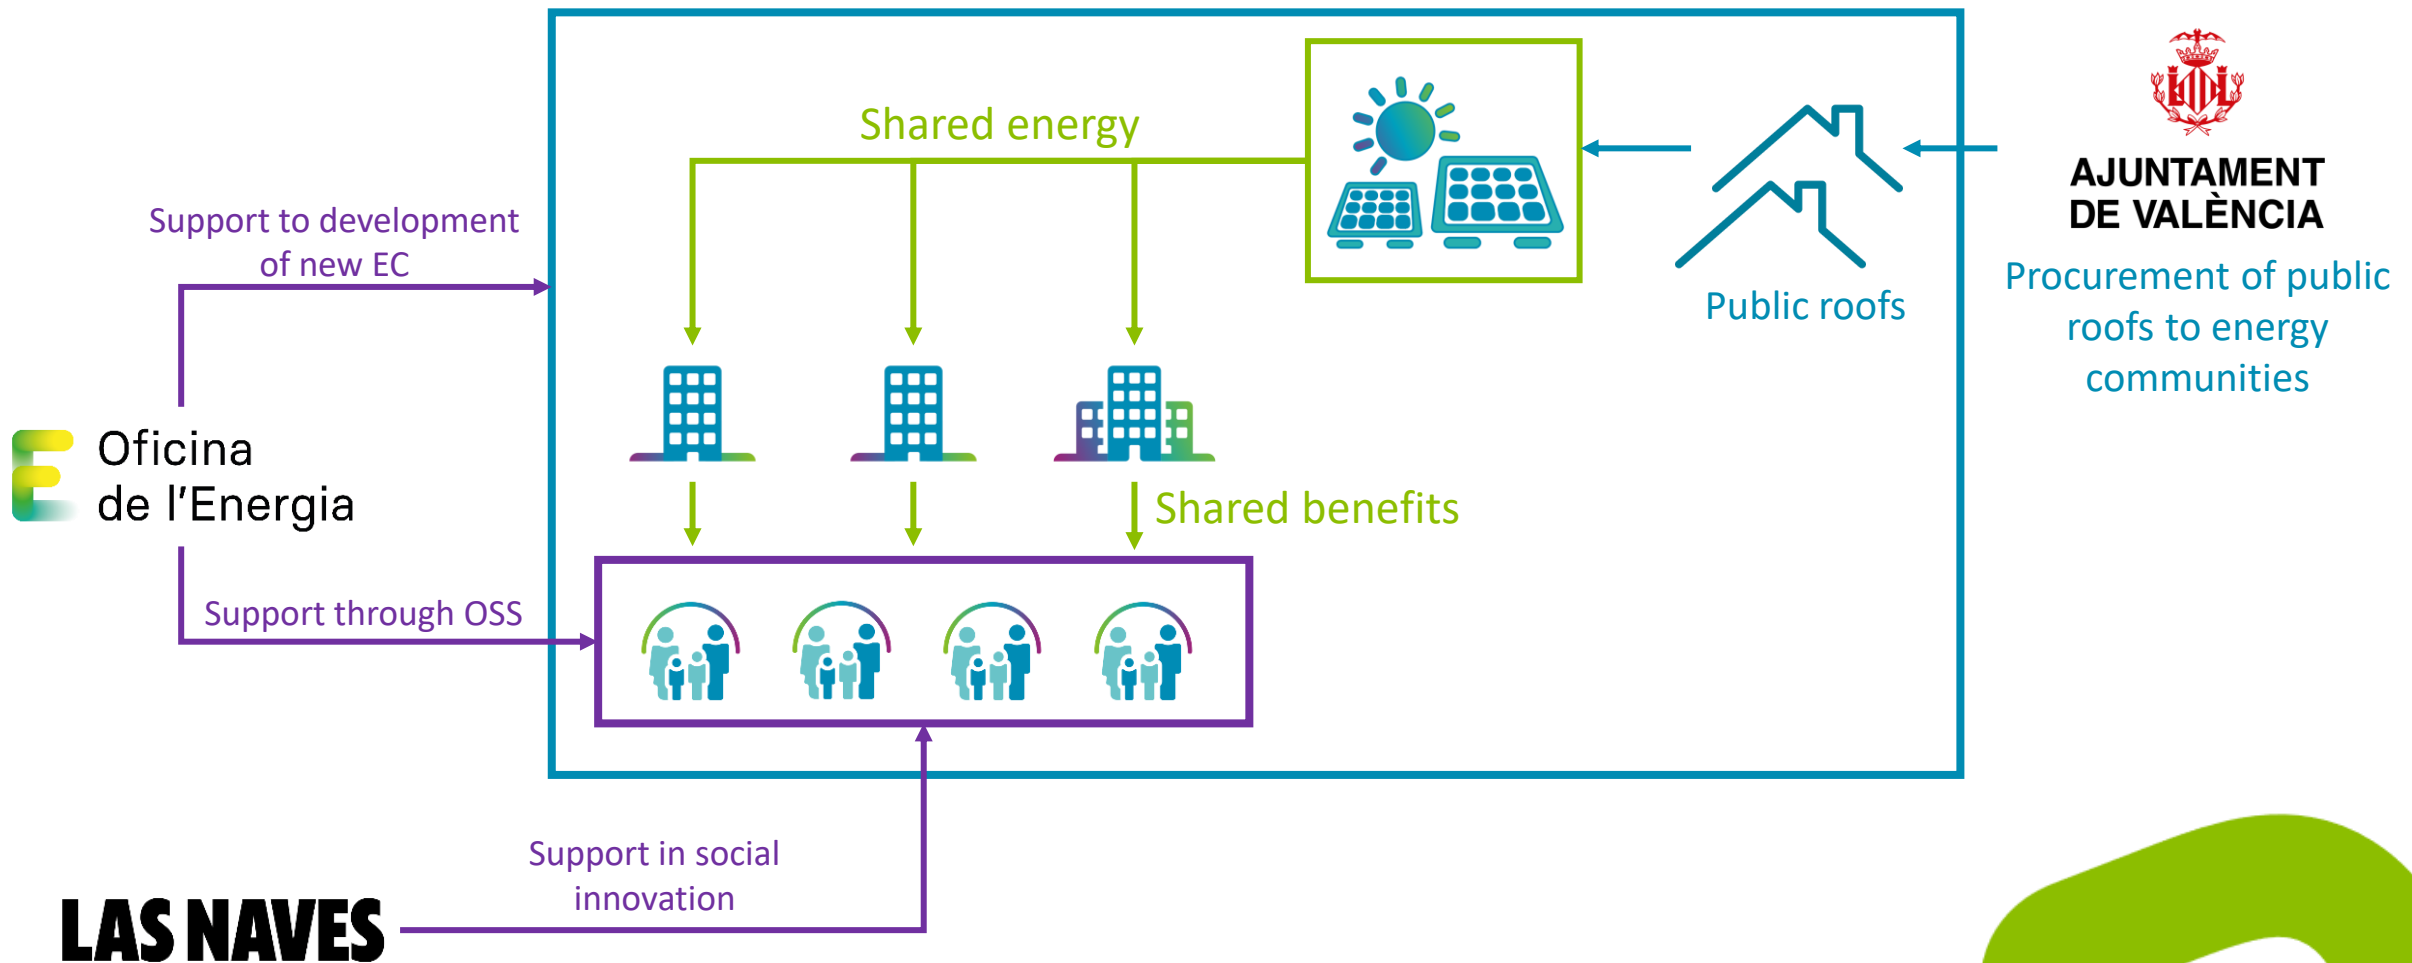 Shared energy
AJUNTAMENT
DE VALÈNCIA
Support to development
of new EC
Procurement of public
roofs to energy
communities
Public roofs
Oficina
de l'Energia
Shared benefits
Support through OSS
Support in social
innovation
LAS NAVES